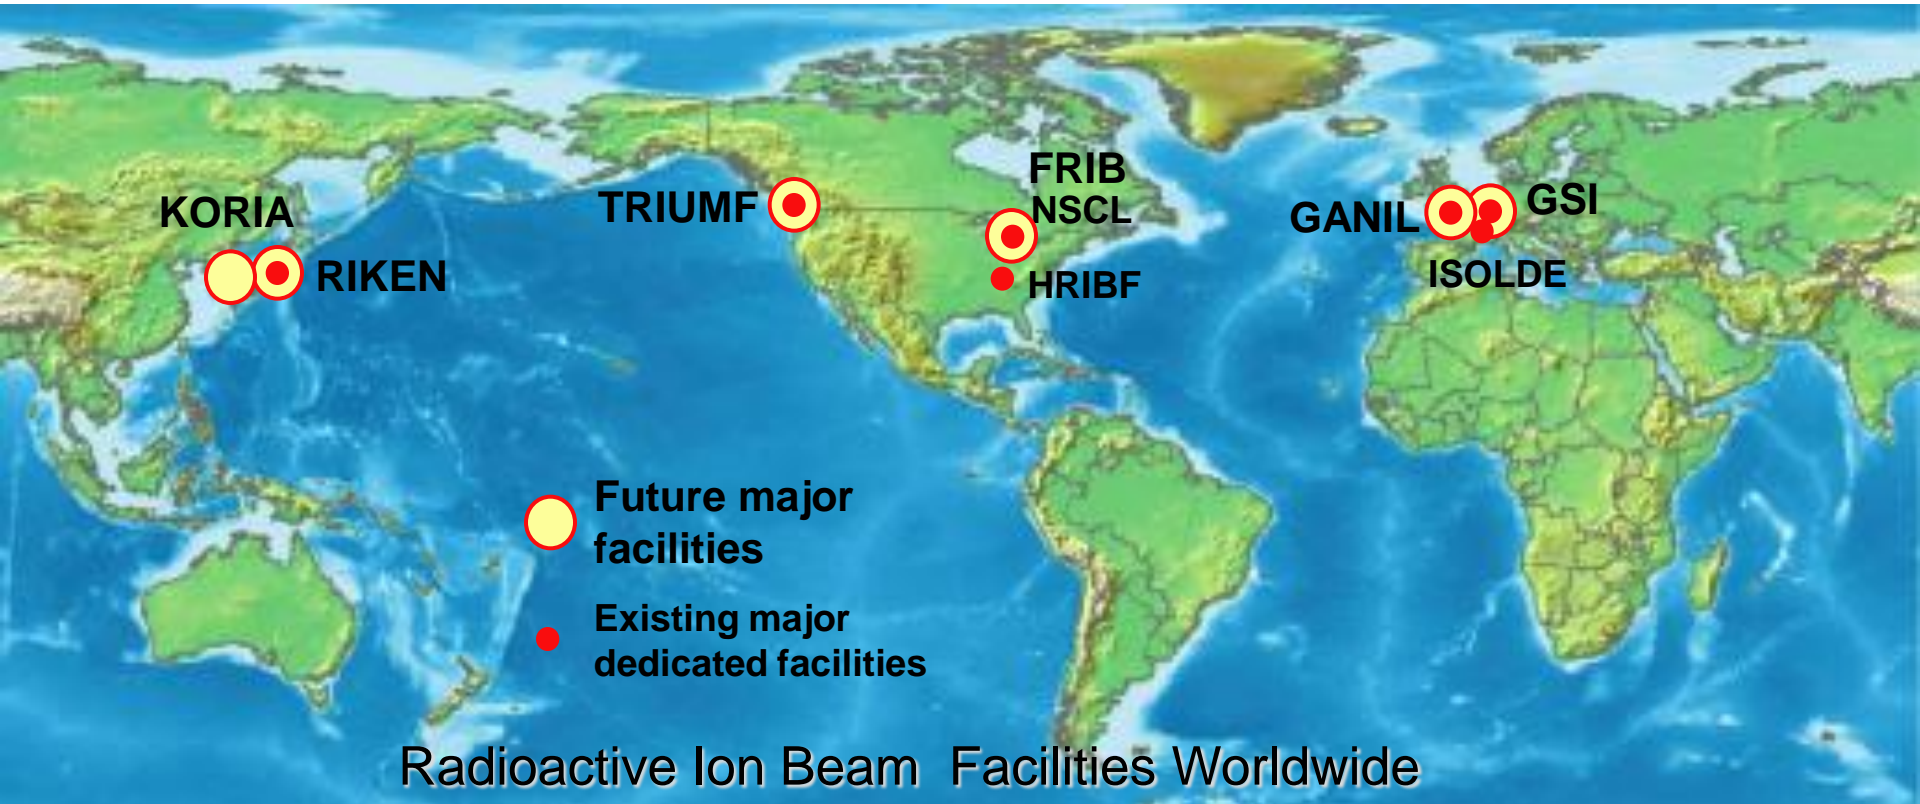 FRIB
NSCL
KORIA
TRIUMF
GANIL
GSI
RIKEN
HRIBF
ISOLDE
Future major
facilities
Existing major
dedicated facilities
Radioactive Ion Beam  Facilities Worldwide